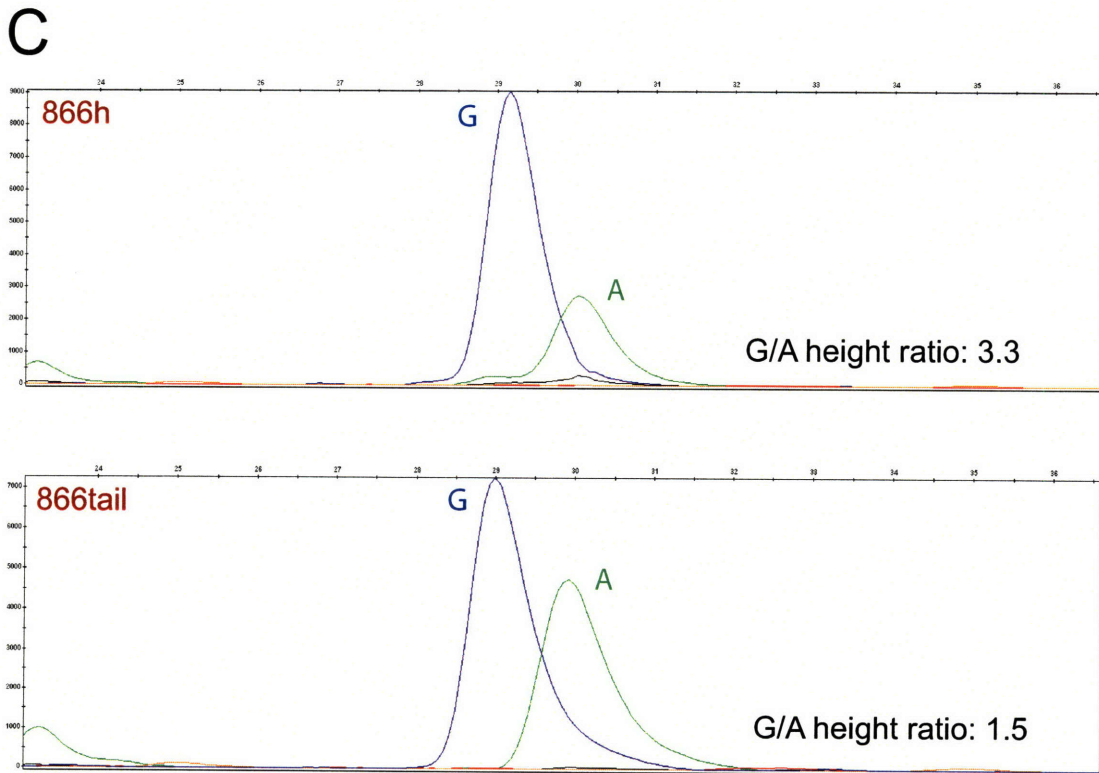 C
24 25 26 27 28 29 30 31 32 33 34 35 36
866h
G
A
G/A height ratio: 3.3
9000
8000
7000
6000
5000
4000
3000
2000
1000
0
24 25 26 27 28 29 30 31 32 33 34 35 36
866tail
G
A
G/A height ratio: 1.5
7000
6000
5000
4000
3000
2000
1000
0